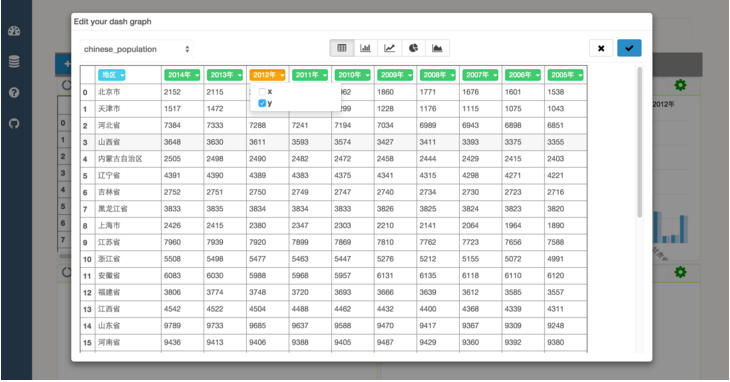 Edit your dash graph
chinese_population
地区 2014年 2013年 2012年 2011年 2010年 2009年 2008年 2007年 2006年 2005年
x
y
0 北京市 2152 2115 1860 1771 1676 1601 1538
1 天津市 1517 1472 1228 1176 1115 1075 1043
2 河北省 7384 7333 7288 7241 7194 7034 6989 6943 6898 6851
3 山西省 3648 3630 3611 3593 3574 3427 3411 3393 3375 3355
4 内蒙古自治区 2505 2498 2490 2482 2472 2458 2444 2429 2415 2403
5 辽宁省 4391 4390 4389 4383 4375 4341 4315 4298 4271 4221
6 吉林省 2752 2751 2750 2749 2747 2740 2734 2730 2723 2716
7 黑龙江省 3833 3835 3834 3834 3833 3826 3825 3824 3823 3820
8 上海市 2426 2415 2380 2347 2303 2210 2141 2064 1964 1890
9 江苏省 7960 7939 7920 7899 7869 7810 7762 7723 7656 7588
10 浙江省 5508 5498 5477 5463 5447 5276 5212 5155 5072 4991
11 安徽省 6083 6030 5988 5968 5957 6131 6135 6118 6110 6120
12 福建省 3806 3774 3748 3720 3693 3666 3639 3612 3585 3557
13 江西省 4542 4522 4504 4488 4462 4432 4400 4368 4339 4311
14 山东省 9789 9733 9685 9637 9588 9470 9417 9367 9309 9248
15 河南省 9436 9413 9406 9388 9405 9487 9429 9360 9392 9380
0
1
2
3
4
5
6
7
2012年